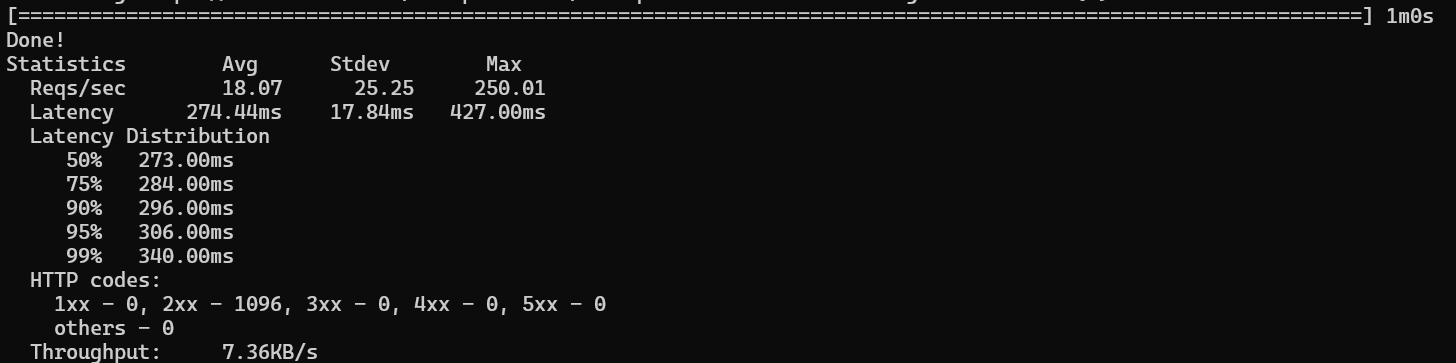 [================================================================================================================] 1m0s
Done!
Statistics        Avg      Stdev        Max
  Reqs/sec        18.07      25.25     250.01
  Latency      274.44ms    17.84ms   427.00ms
  Latency Distribution
     50%   273.00ms
     75%   284.00ms
     90%   296.00ms
     95%   306.00ms
     99%   340.00ms
  HTTP codes:
    1xx - 0, 2xx - 1096, 3xx - 0, 4xx - 0, 5xx - 0
    others - 0
  Throughput:     7.36KB/s